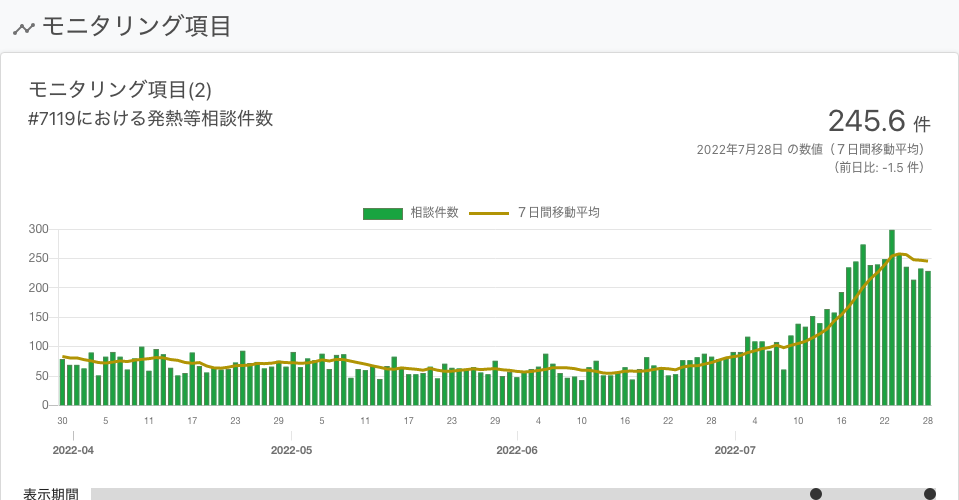 モニタリング項目
モニタリング項目(2)
#7119における発熱等相談件数
245.6 件
2022年7月28日 の数値（７日間移動平均）
（前日比: -1.5 件）
相談件数 ７日間移動平均
300
250
200
150
100
50
0
30 5 11 17 23 29 5 11 17 23 29 4 10 16 22 28 4 10 16 22 28
2022-04 2022-05 2022-06 2022-07
表示期間